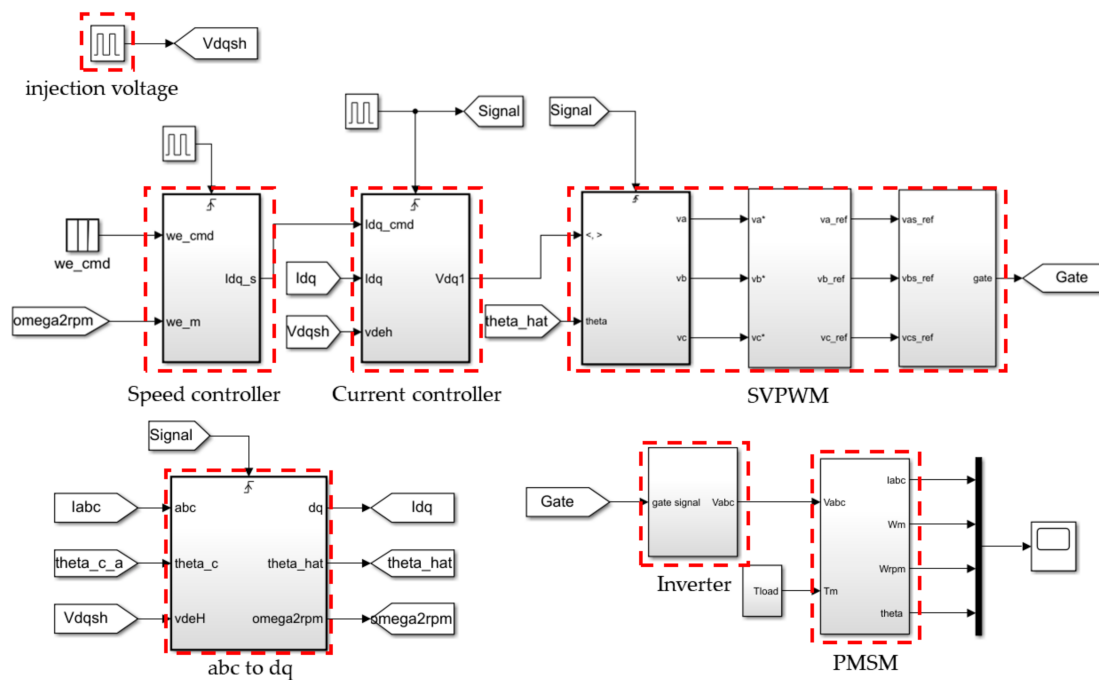 Vdqsh
injection voltage
Signal
Signal
we_cmd
we_cmd
Idq_s
omega2rpm
we_m
Speed controller
Idq_cmd
Idq
Idq
Vdq1
Vdqsh
vdeh
Current controller
<, >
theta_hat
theta
va
vb
vc
va*
vb*
vc*
va_ref
vb_ref
vc_ref
vas_ref
vbs_ref
vcs_ref
gate
Gate
SVPWM
Signal
Iabc
abc
dq
Idq
theta_c_a
theta_c
theta_hat
theta_hat
Vdqsh
vdeH
omega2rpm
omega2rpm
abc to dq
Gate
gate signal
Vabc
Inverter
Tload
Vabc
Tm
Iabc
Wm
Wrpm
theta
PMSM